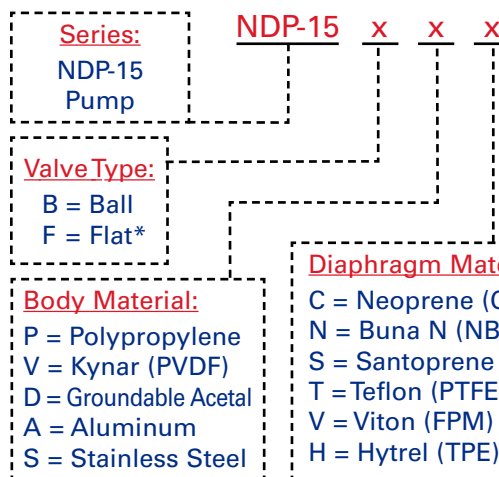 Series:
NDP-15
Pump
NDP-15 x x x
Valve Type:
B = Ball
F = Flat*
Body Material:
P = Polypropylene
V = Kynar (PVDF)
D = Groundable Acetal
A = Aluminum
S = Stainless Steel
Diaphragm
C = Neoprene
N = Buna N
S = Santoprene
T = Teflon (PTFE
V = Viton (FPM)
H = Hytrel (TPE)